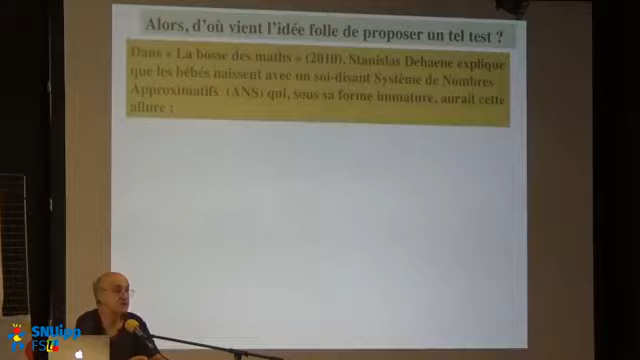 Alors, d'où vient l'idée folle de proposer un tel test ?
Dans « La bosse des maths » (2010), Stanislas Dehaene explique
que les bébés naissent avec un soi-disant Système de Nombres
Approximatifs (ANS) qui, sous sa forme immature, aurait cette
allure :
SNUipp
FSU